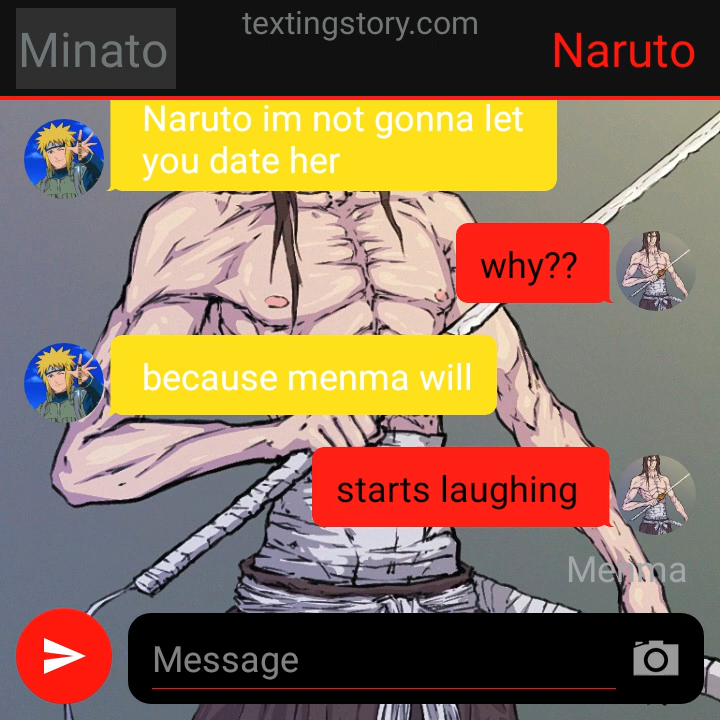 textingstory.com
Minato
Naruto
Naruto im not gonna let
you date her
why??
because menma will
starts laughing
Menma
Message